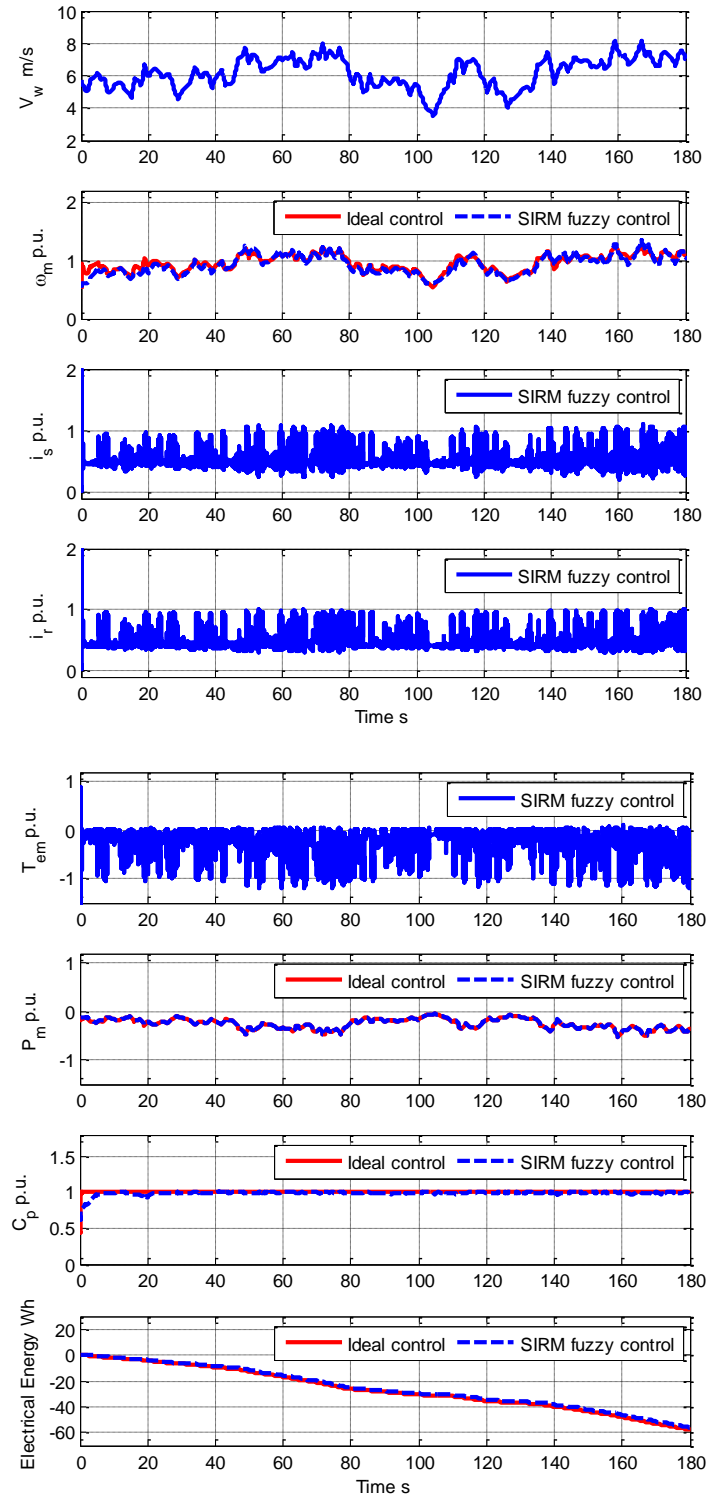 10
8
6
4
2
V_w m/s
0 20 40 60 80 100 120 140 160 180
2
1
0
ω_m p.u.
Ideal control SIRM fuzzy control
0 20 40 60 80 100 120 140 160 180
2
1
0
i_s p.u.
SIRM fuzzy control
0 20 40 60 80 100 120 140 160 180
2
1
0
i_r p.u.
SIRM fuzzy control
0 20 40 60 80 100 120 140 160 180
Time s
1
0
-1
T_em p.u.
SIRM fuzzy control
0 20 40 60 80 100 120 140 160 180
1
0
-1
P_m p.u.
Ideal control SIRM fuzzy control
0 20 40 60 80 100 120 140 160 180
1.5
1
0.5
0
C_p p.u.
Ideal control SIRM fuzzy control
0 20 40 60 80 100 120 140 160 180
20
0
-20
-40
-60
Electrical Energy Wh
Ideal control SIRM fuzzy control
0 20 40 60 80 100 120 140 160 180
Time s